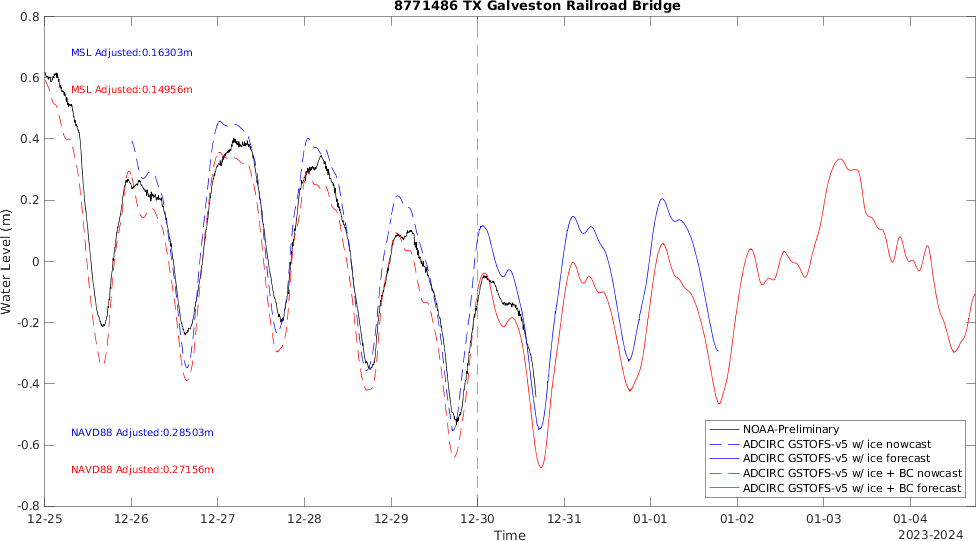 8771486 TX Galveston Railroad Bridge
0.8
0.6
0.4
0.2
0
-0.2
-0.4
-0.6
-0.8
Water Level (m)
MSL Adjusted:0.16303m
MSL Adjusted:0.14956m
NAVD88 Adjusted:0.28503m
NAVD88 Adjusted:0.27156m
NOAA-Preliminary
ADCIRC GSTOFS-v5 w/ ice nowcast
ADCIRC GSTOFS-v5 w/ ice forecast
ADCIRC GSTOFS-v5 w/ ice + BC nowcast
ADCIRC GSTOFS-v5 w/ ice + BC forecast
12-25 12-26 12-27 12-28 12-29 12-30 12-31 01-01 01-02 01-03 01-04
Time
2023-2024